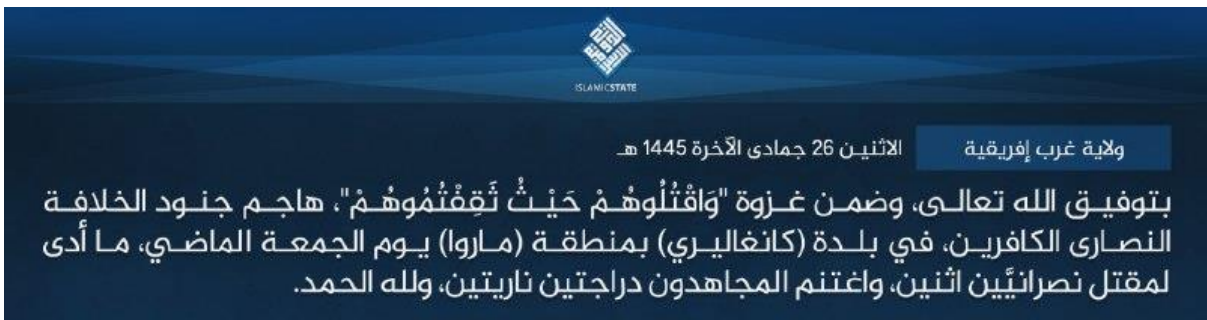 ISLAMIC STATE
ولاية غرب إفريقية
الاثنين 26 جمادى الآخرة 1445 هـ
بتوفيق الله تعالى، وضمن غزوة "وَاقْتُلُوهُمْ حَيْثُ ثَقِفْتُمُوهُمْ"، هاجم جنود الخلافة
النصارى الكافرين، في بلدة (كانغاليري) بمنطقة (ماروا) يوم الجمعة الماضي، ما أدى
لمقتل نصرانيَّين اثنين، واغتنم المجاهدون دراجتين ناريتين، ولله الحمد.